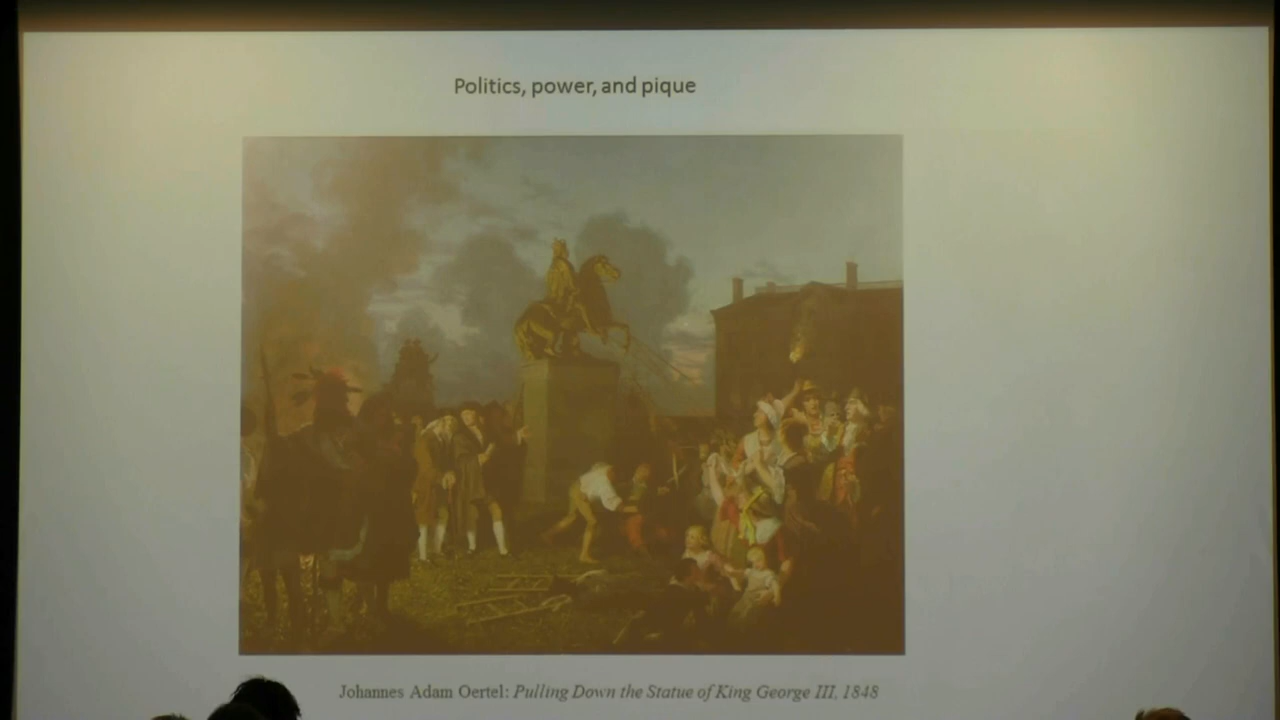 Politics, power, and pique
Johannes Adam Oertel: Pulling Down the Statue of King George III, 1848